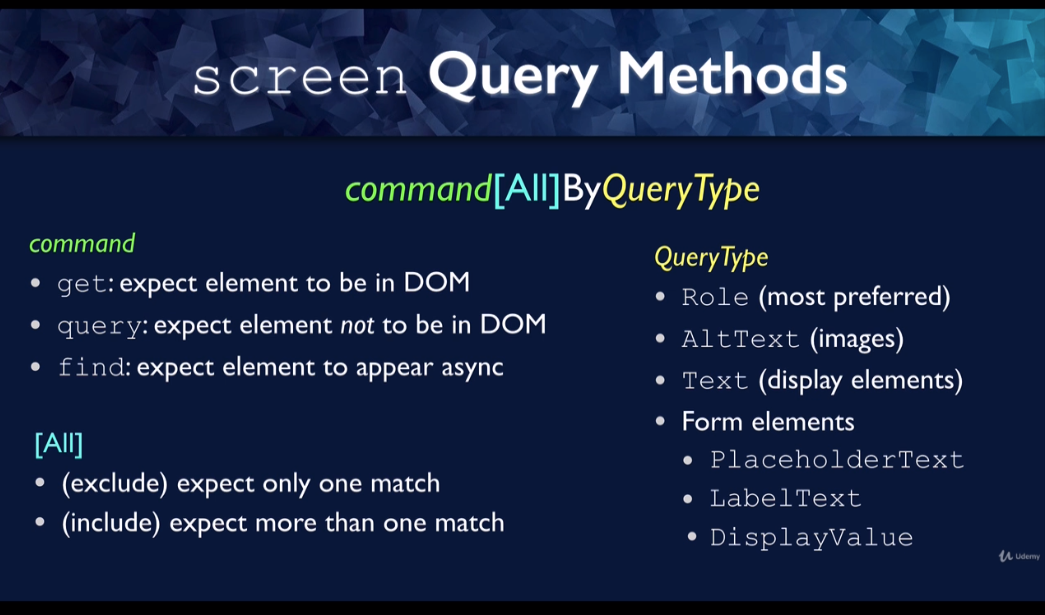 screen Query Methods
command[All]ByQueryType
command
• get: expect element to be in DOM
• query: expect element not to be in DOM
• find: expect element to appear async
[All]
• (exclude) expect only one match
• (include) expect more than one match
QueryType
• Role (most preferred)
• AltText (images)
• Text (display elements)
• Form elements
• PlaceholderText
• LabelText
• DisplayValue
Udemy